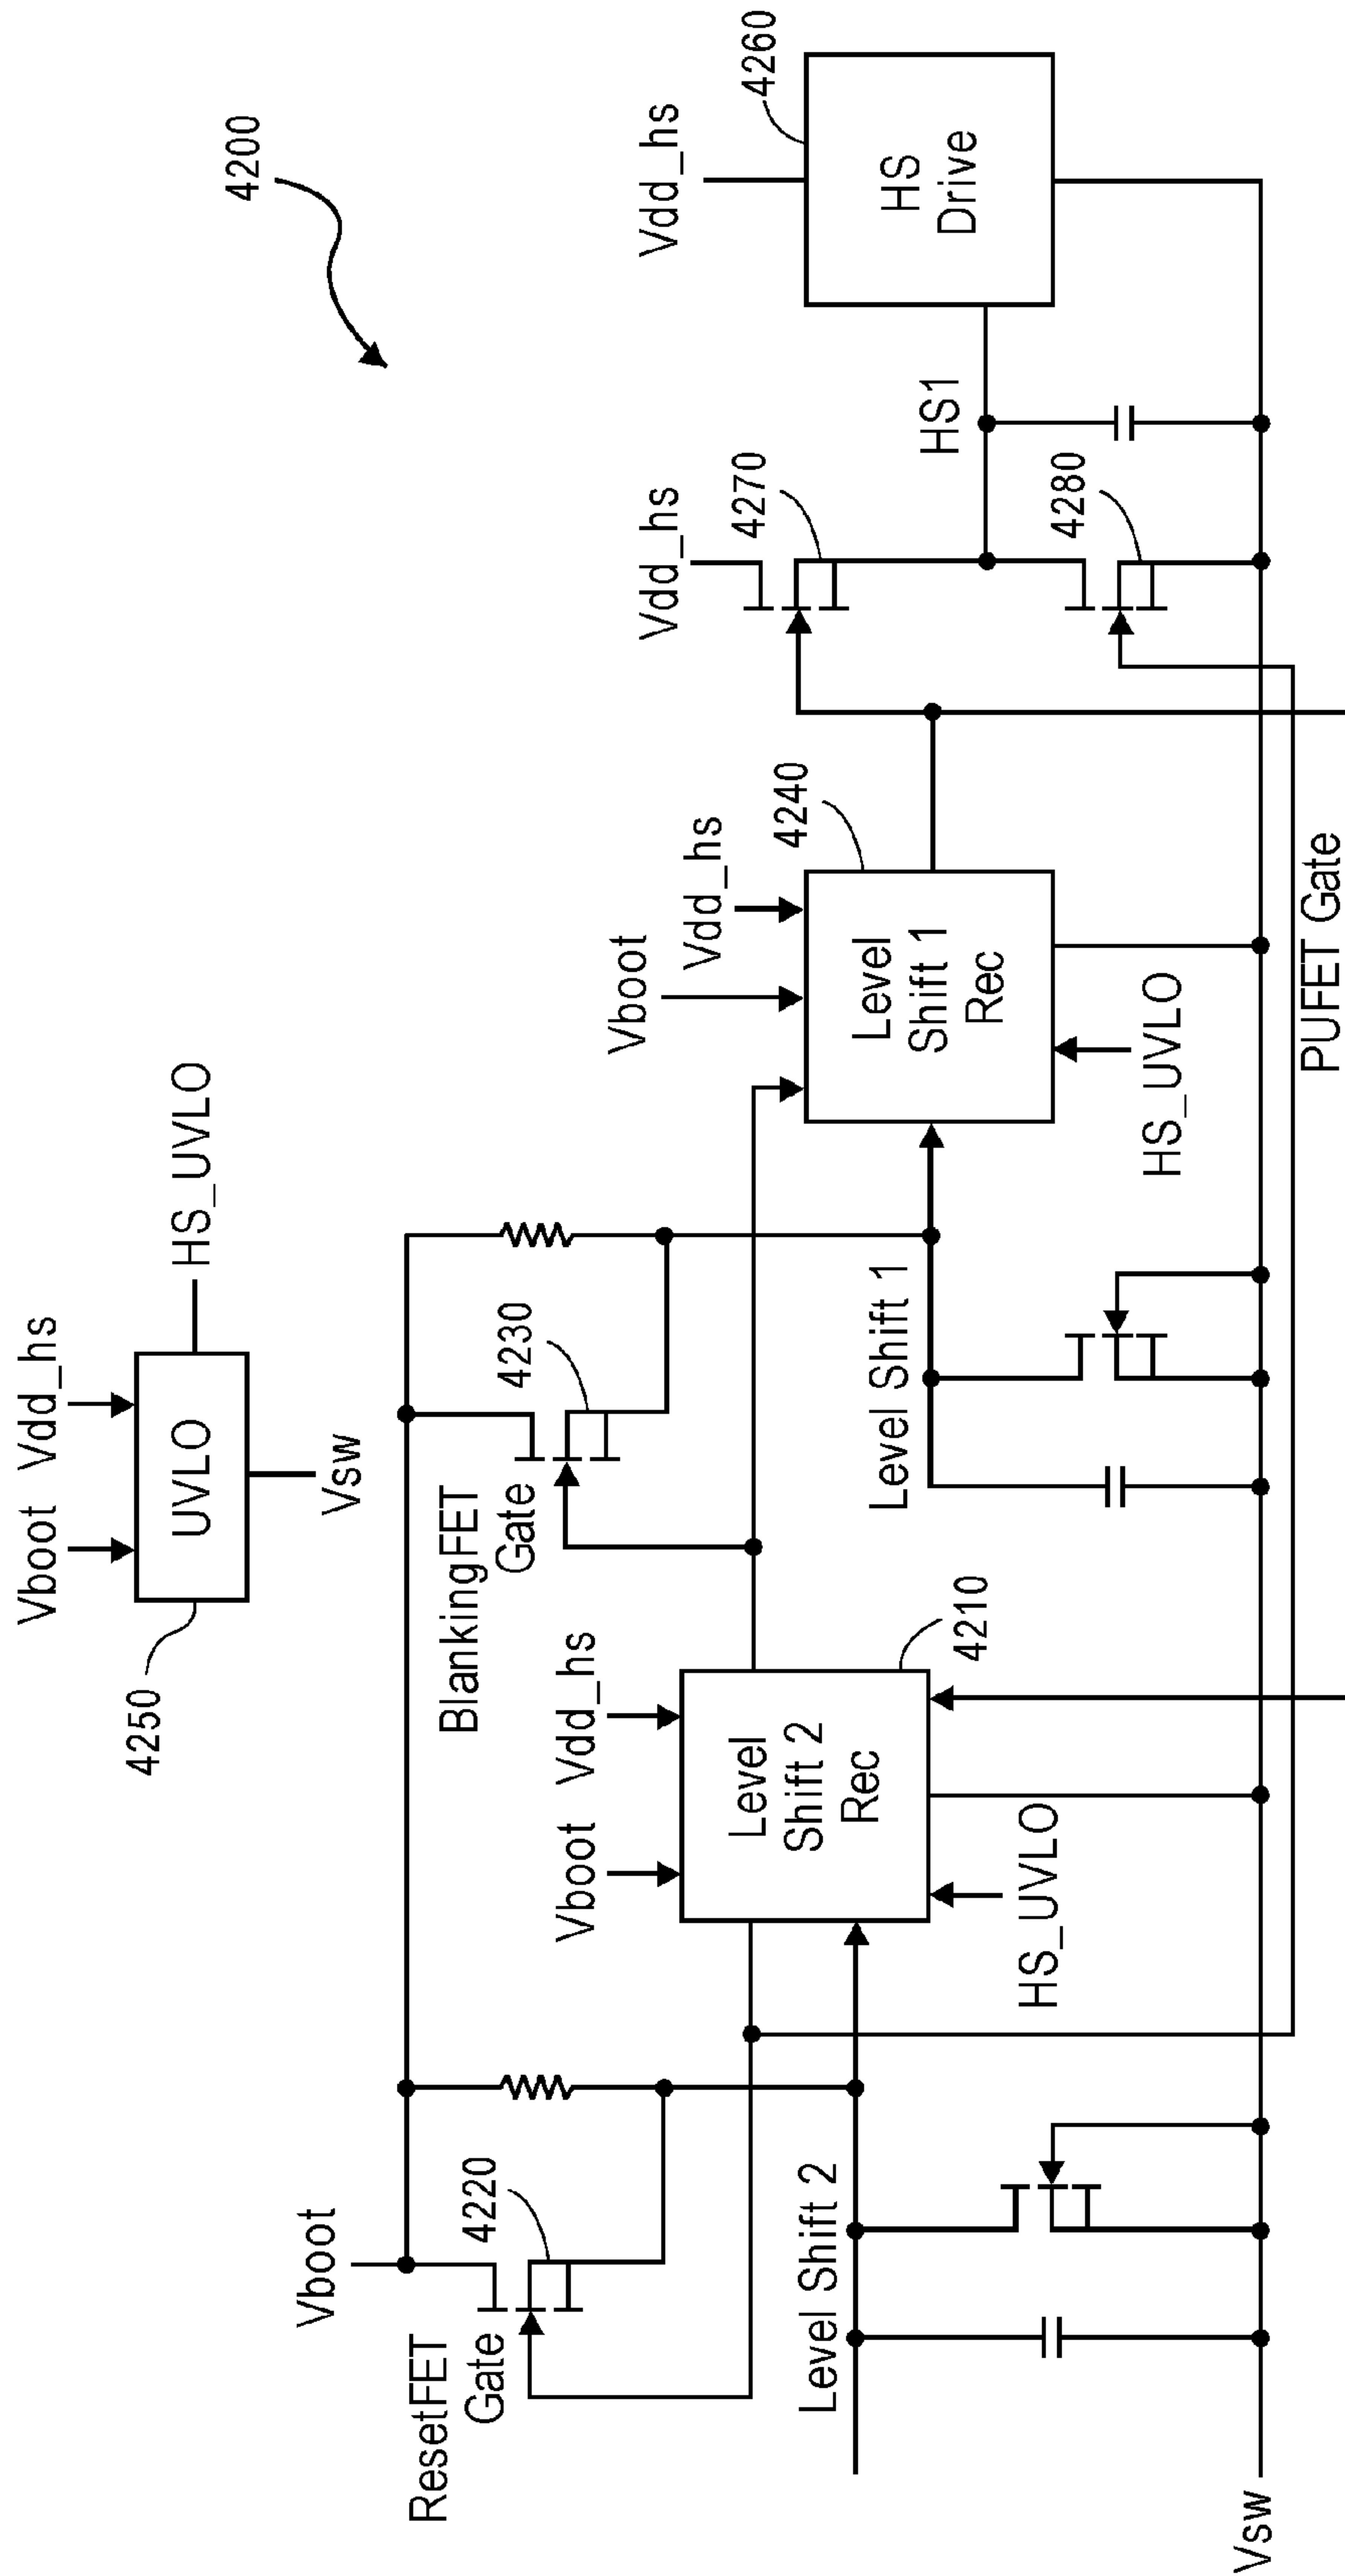 4200
Vboot
Vdd_hs
UVLO
4250
HS_UVLO
Vsw
Vboot
ResetFET
Gate
4220
BlankingFET
Gate
4230
Vboot
Vdd_hs
Level
Shift 2
Rec
4210
HS_UVLO
Level Shift 2
Level Shift 1
Vboot
Vdd_hs
Level
Shift 1
Rec
4240
HS_UVLO
Vdd_hs
4270
4280
HS1
Vdd_hs
HS
Drive
4260
Vsw
PUFET Gate